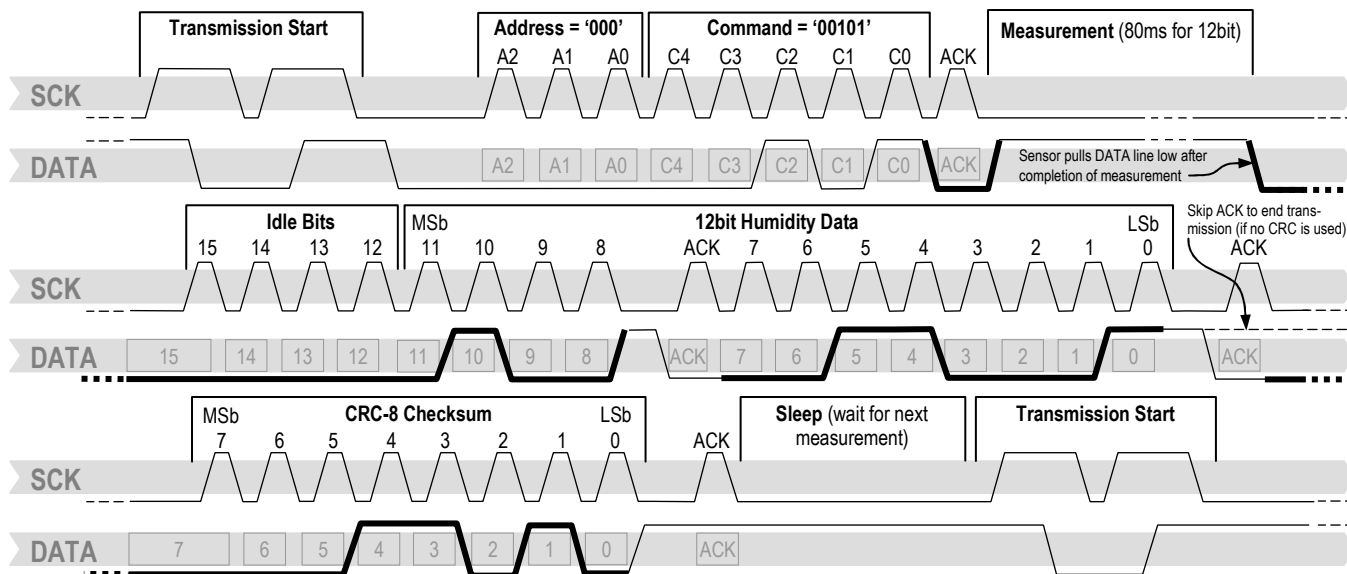 Transmission Start Address = ‘000’ Command = ‘00101’ Measurement (80ms for 12bit)
A2 A1 A0 C4 C3 C2 C1 C0 ACK
SCK
DATA A2 A1 A0 C4 C3 C2 C1 C0 ACK
Sensor pulls DATA line low after
completion of measurement
Skip ACK to end trans-
mission (if no CRC is used)
Idle Bits MSb 12bit Humidity Data LSb
15 14 13 12 11 10 9 8 ACK 7 6 5 4 3 2 1 0 ACK
SCK
DATA 15 14 13 12 11 10 9 8 ACK 7 6 5 4 3 2 1 0 ACK
MSb CRC-8 Checksum LSb Sleep (wait for next Transmission Start
measurement)
7 6 5 4 3 2 1 0 ACK
SCK
DATA 7 6 5 4 3 2 1 0 ACK